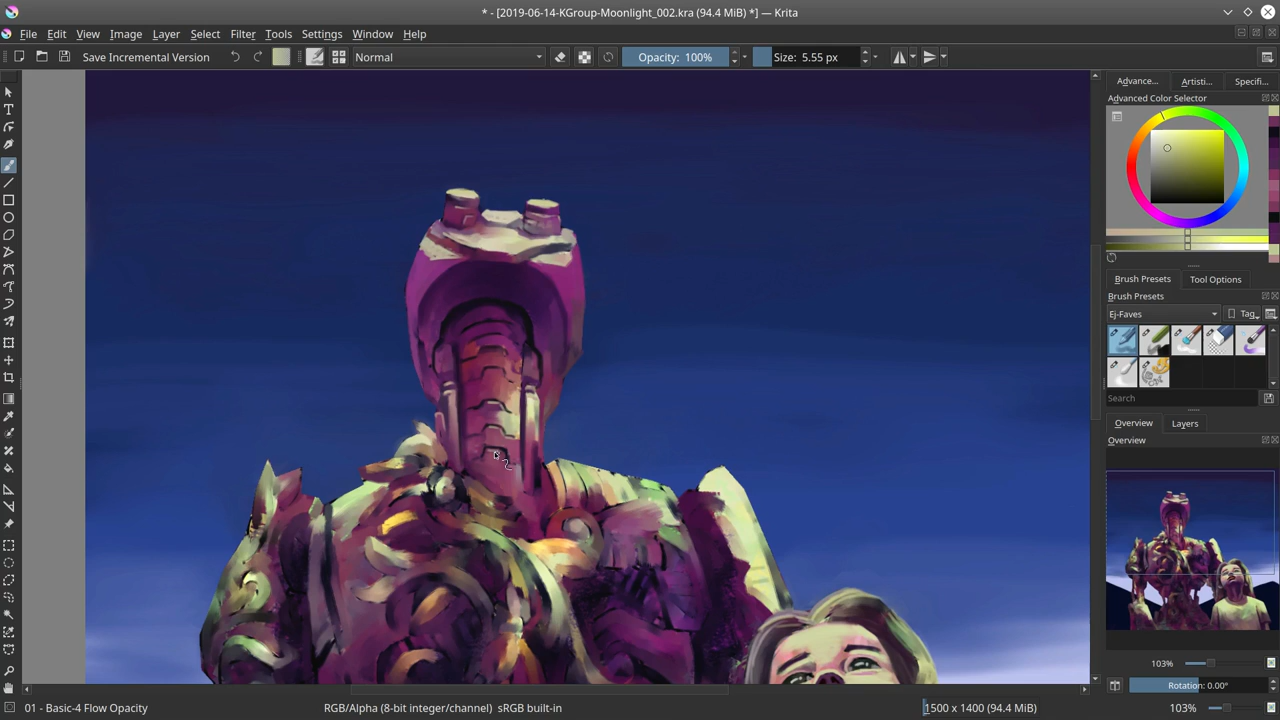 * - [2019-06-14-KGroup-Moonlight_002.kra (94.4 MiB) *] — Krita
File Edit View Image Layer Select Filter Tools Settings Window Help
Save Incremental Version Normal Opacity: 100% Size: 5.55 px
Advance... Artisti... Specifi...
Advanced Color Selector
Brush Presets Tool Options
Brush Presets
Ej-Faves Tag
Search
Overview Layers
Overview
103%
Rotation: 0.00°
01 - Basic-4 Flow Opacity RGB/Alpha (8-bit integer/channel) sRGB built-in 1500 x 1400 (94.4 MiB) 103%